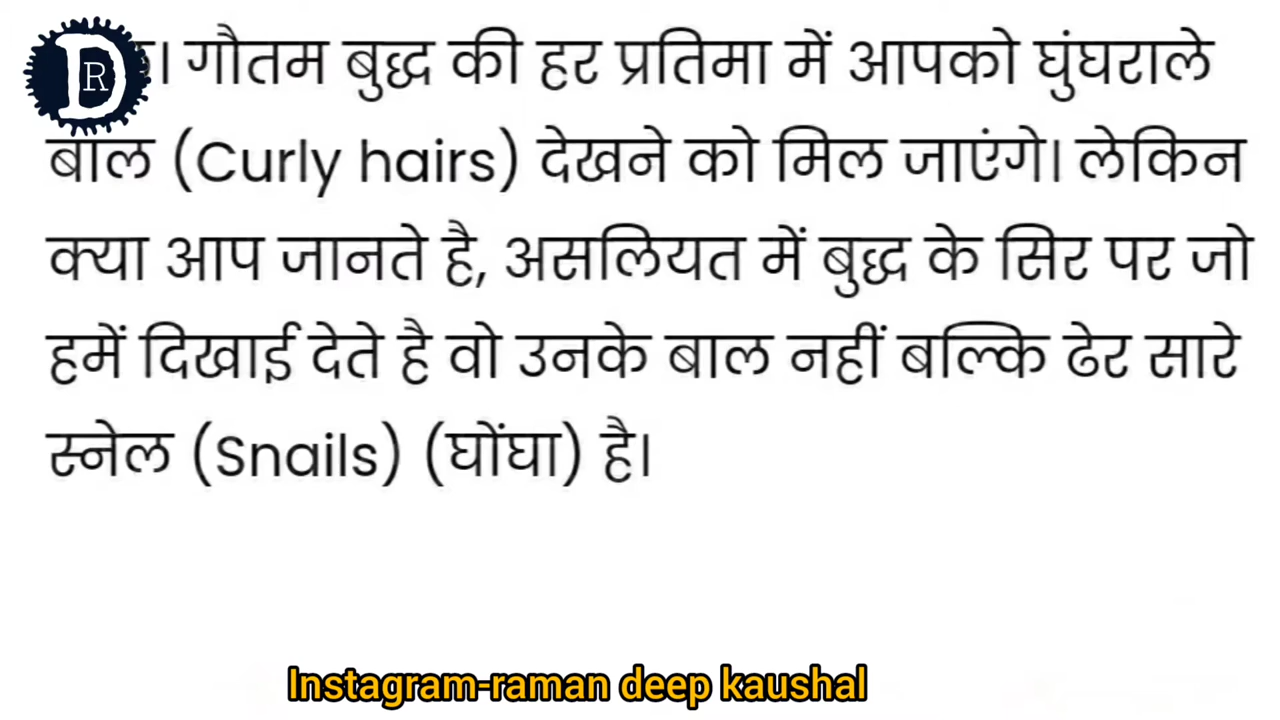 D
R
। गौतम बुद्ध की हर प्रतिमा में आपको घुंघराले
बाल (Curly hairs) देखने को मिल जाएंगे। लेकिन
क्या आप जानते है, असलियत में बुद्ध के सिर पर जो
हमें दिखाई देते है वो उनके बाल नहीं बल्कि ढेर सारे
स्नेल (Snails) (घोंघा) है।
Instagram-raman deep kaushal